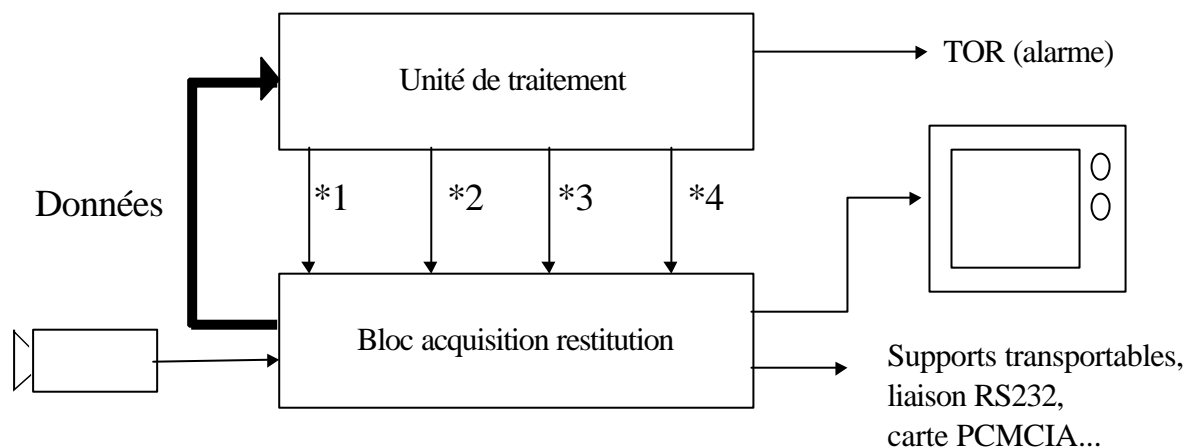 TOR (alarme)
Unité de traitement
Données
*1
*2
*3
*4
Bloc acquisition restitution
Supports transportables,
liaison RS232,
carte PCMCIA...